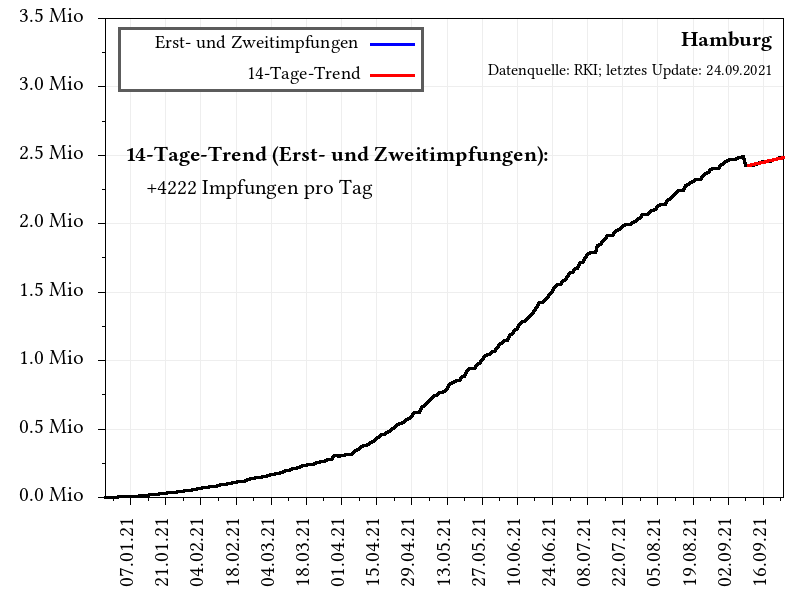 3.5 Mio
3.0 Mio
2.5 Mio
2.0 Mio
1.5 Mio
1.0 Mio
0.5 Mio
0.0 Mio
Erst- und Zweitimpfungen
14-Tage-Trend
Hamburg
Datenquelle: RKI; letztes Update: 24.09.2021
14-Tage-Trend (Erst- und Zweitimpfungen):
+4222 Impfungen pro Tag
07.01.21
21.01.21
04.02.21
18.02.21
04.03.21
18.03.21
01.04.21
15.04.21
29.04.21
13.05.21
27.05.21
10.06.21
24.06.21
08.07.21
22.07.21
05.08.21
19.08.21
02.09.21
16.09.21